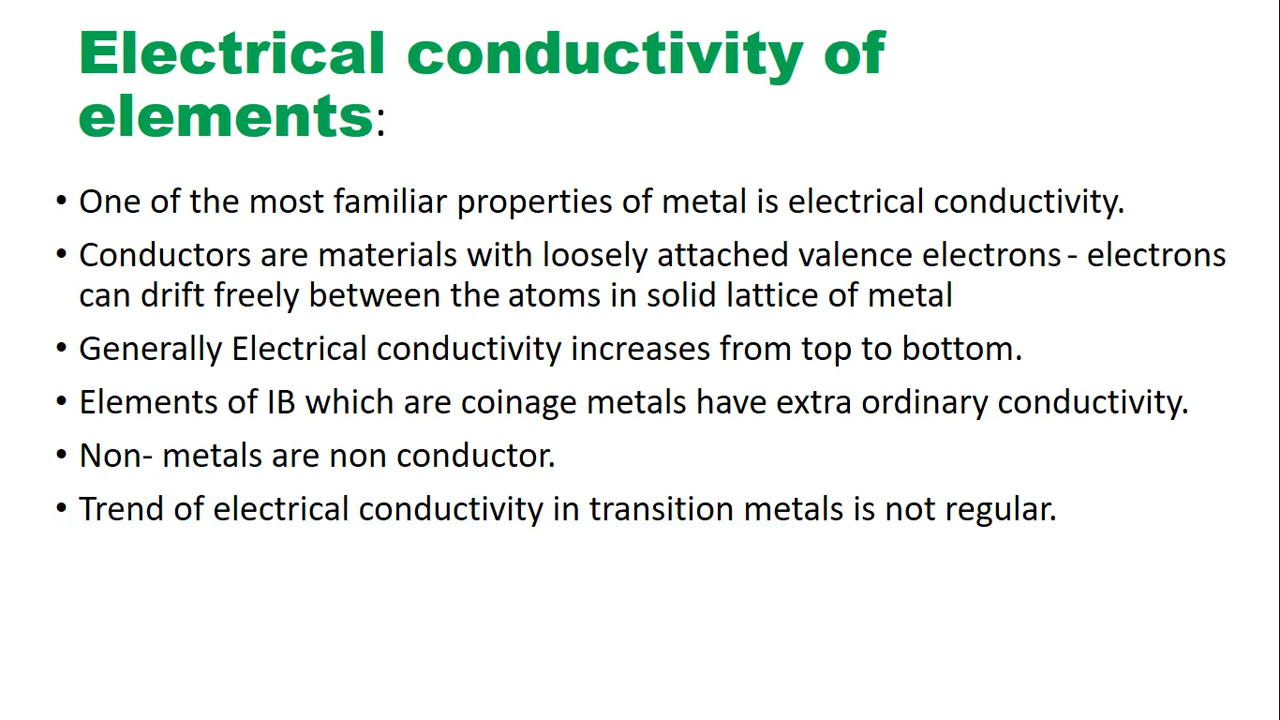 Electrical conductivity of
elements:
• One of the most familiar properties of metal is electrical conductivity.
• Conductors are materials with loosely attached valence electrons - electrons
can drift freely between the atoms in solid lattice of metal
• Generally Electrical conductivity increases from top to bottom.
• Elements of IB which are coinage metals have extra ordinary conductivity.
• Non- metals are non conductor.
• Trend of electrical conductivity in transition metals is not regular.